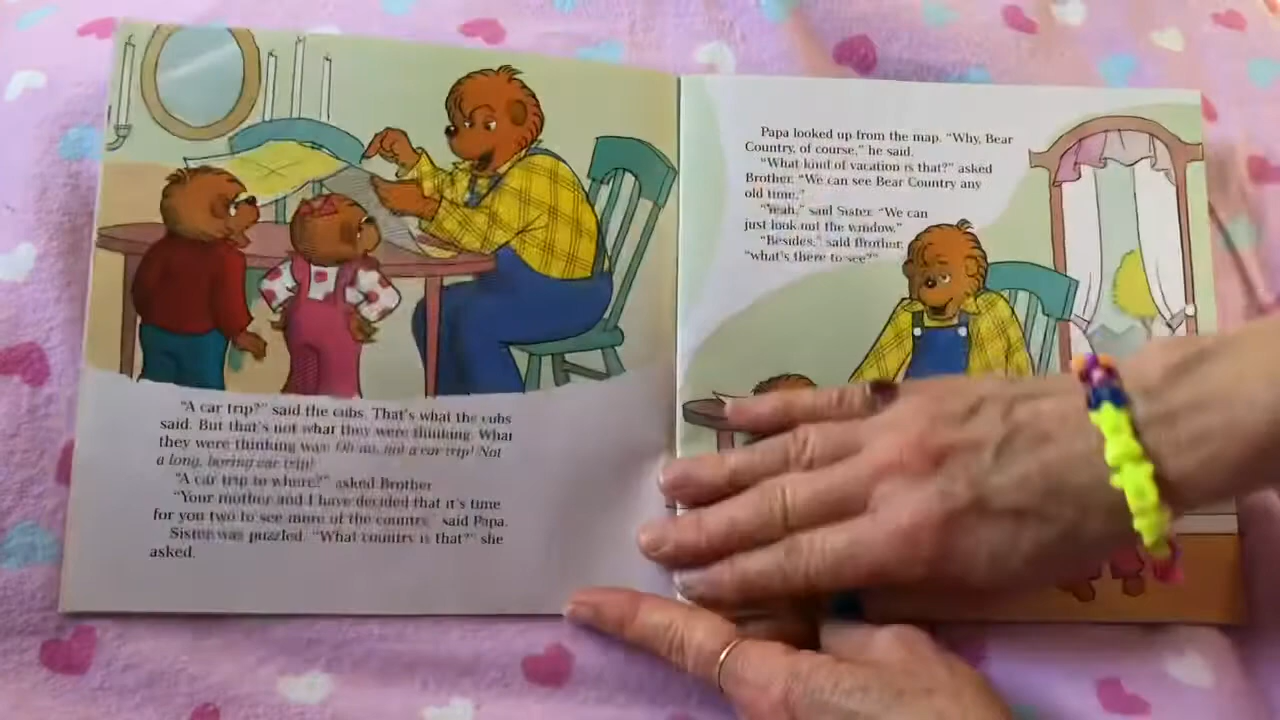 "A car trip?" said the cubs. That's what the cubs
said. But that's not what they were thinking. What
they were thinking was: Oh no, not a car trip! Not
a long, boring car trip!
"A car trip to where?" asked Brother
"Your mother and I have decided that it's time
for you two to see more of the country," said Papa.
Sister was puzzled. "What country is that?" she
asked.
Papa looked up from the map. "Why, Bear
Country, of course," he said.
"What kind of vacation is that?" asked
Brother. "We can see Bear Country any
old time."
"Yeah," said Sister. "We can
just look out the window."
"Besides," said Brother,
"what's there to see?"